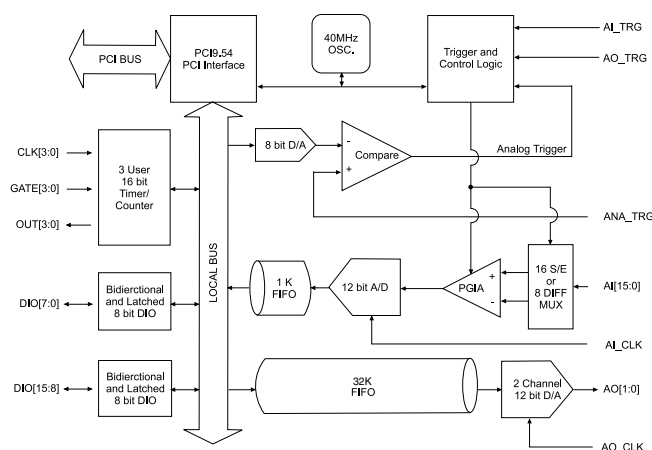 PCI BUS
PCI9.54
PCI Interface
40MHz
OSC.
Trigger and
Control Logic
AI_TRG
AO_TRG
CLK[3:0]
GATE[3:0]
OUT[3:0]
3 User
16 bit
Timer/
Counter
8 bit D/A
-
+
Compare
Analog Trigger
ANA_TRG
LOCAL BUS
DIO[7:0]
Bidierctional
and Latched
8 bit DIO
1 K
FIFO
12 bit A/D
PGIA
+
-
16 S/E
or
8 DIFF
MUX
AI[15:0]
AI_CLK
DIO[15:8]
Bidierctional
and Latched
8 bit DIO
32K
FIFO
2 Channel
12 bit D/A
AO[1:0]
AO_CLK